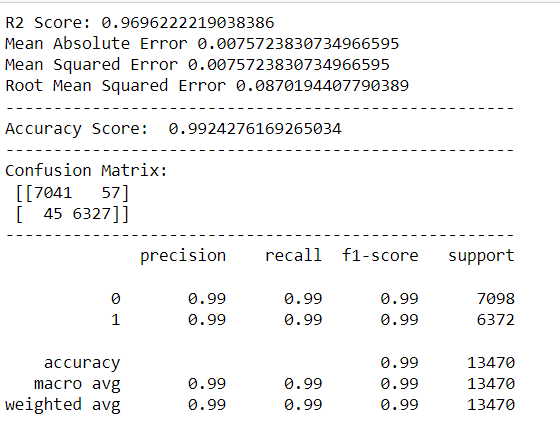 R2 Score: 0.9696222219038386
Mean Absolute Error 0.0075723830734966595
Mean Squared Error 0.0075723830734966595
Root Mean Squared Error 0.0870194407790389
-----------------------------------------------------
Accuracy Score:  0.9924276169265034
-----------------------------------------------------
Confusion Matrix:
 [[7041   57]
 [  45 6327]]
-----------------------------------------------------
              precision    recall  f1-score   support

           0       0.99      0.99      0.99      7098
           1       0.99      0.99      0.99      6372

    accuracy                           0.99     13470
   macro avg       0.99      0.99      0.99     13470
weighted avg       0.99      0.99      0.99     13470